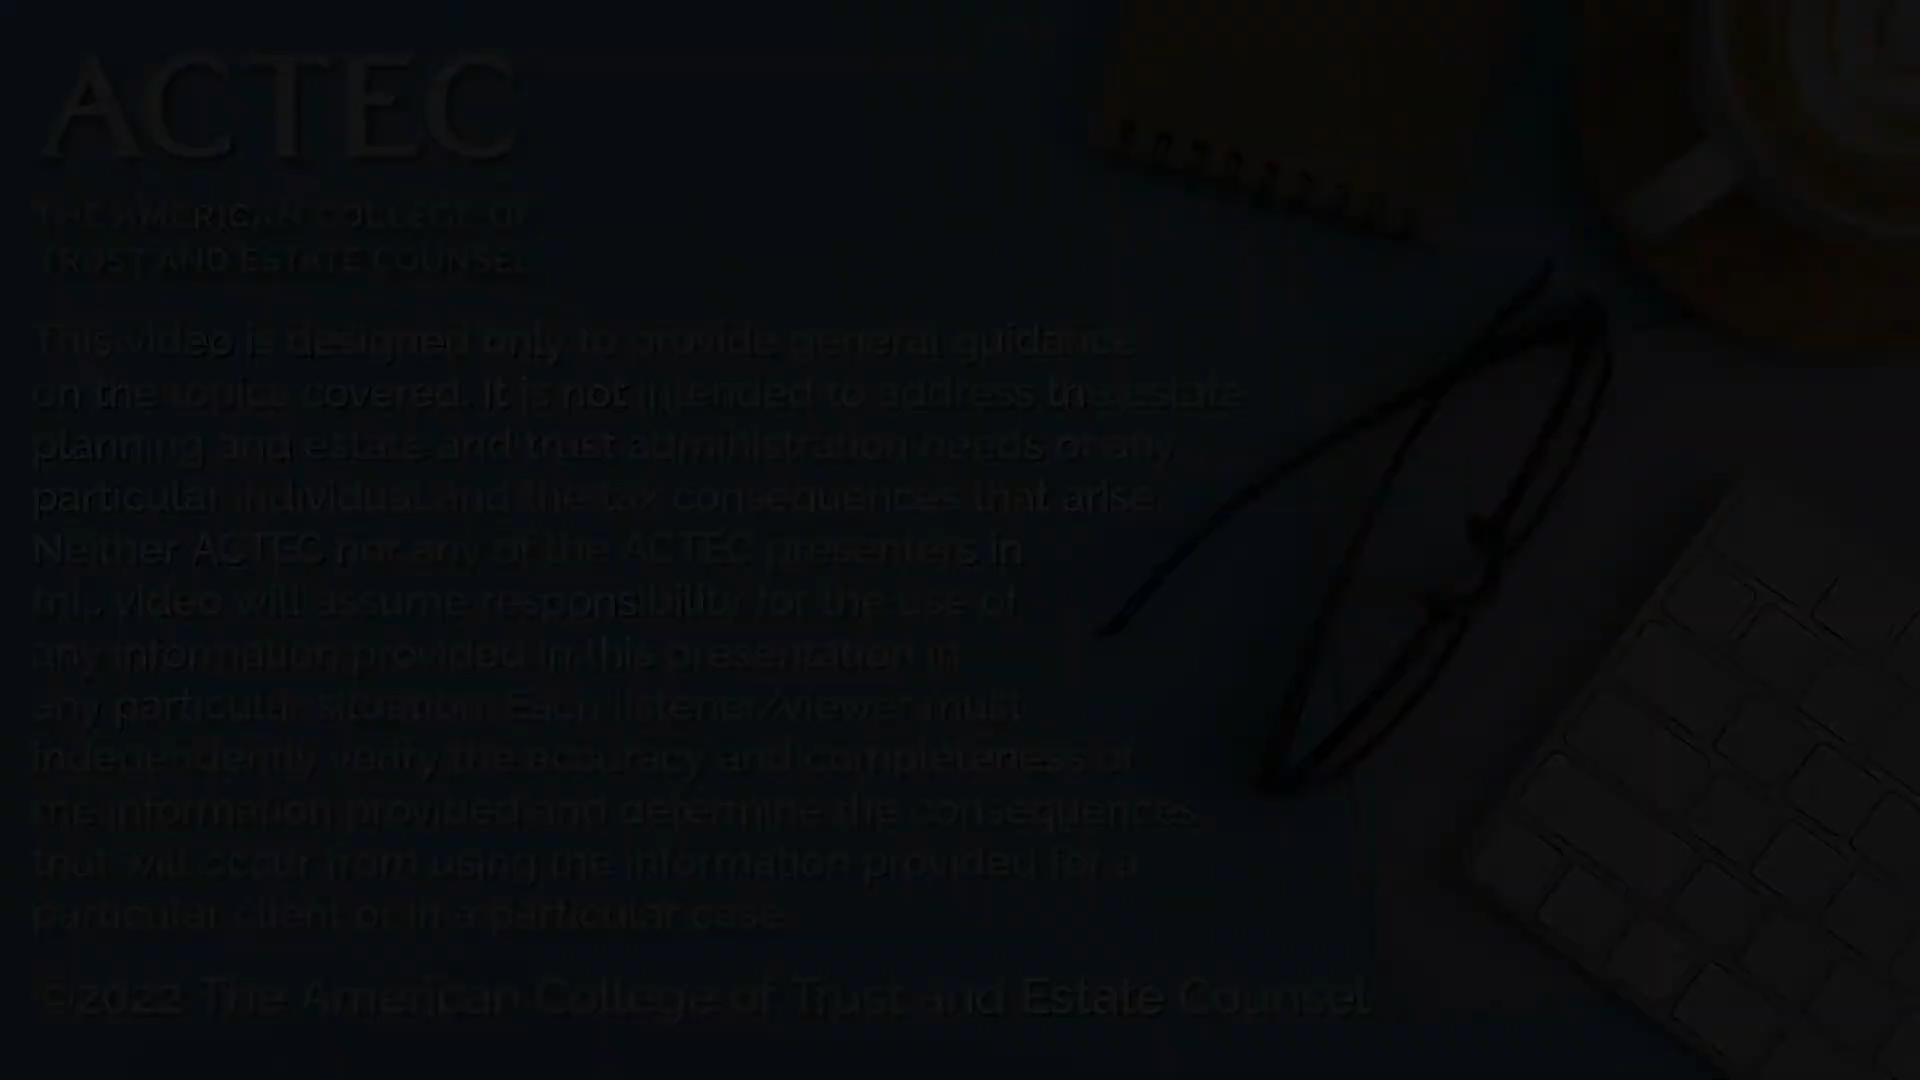 ACTEC
THE AMERICAN COLLEGE OF
TRUST AND ESTATE COUNSEL
This video is designed only to provide general guidance
on the topics covered. It is not intended to address the estate
planning and estate and trust administration needs of any
particular individual and the tax consequences that arise.
Neither ACTEC nor any of the ACTEC presenters in
this video will assume responsibility for the use of
any information provided in this presentation in
any particular situation. Each listener/viewer must
independently verify the accuracy and completeness of
the information provided and determine the consequences
that will occur from using the information provided for a
particular client or in a particular case.
©2022 The American College of Trust and Estate Counsel